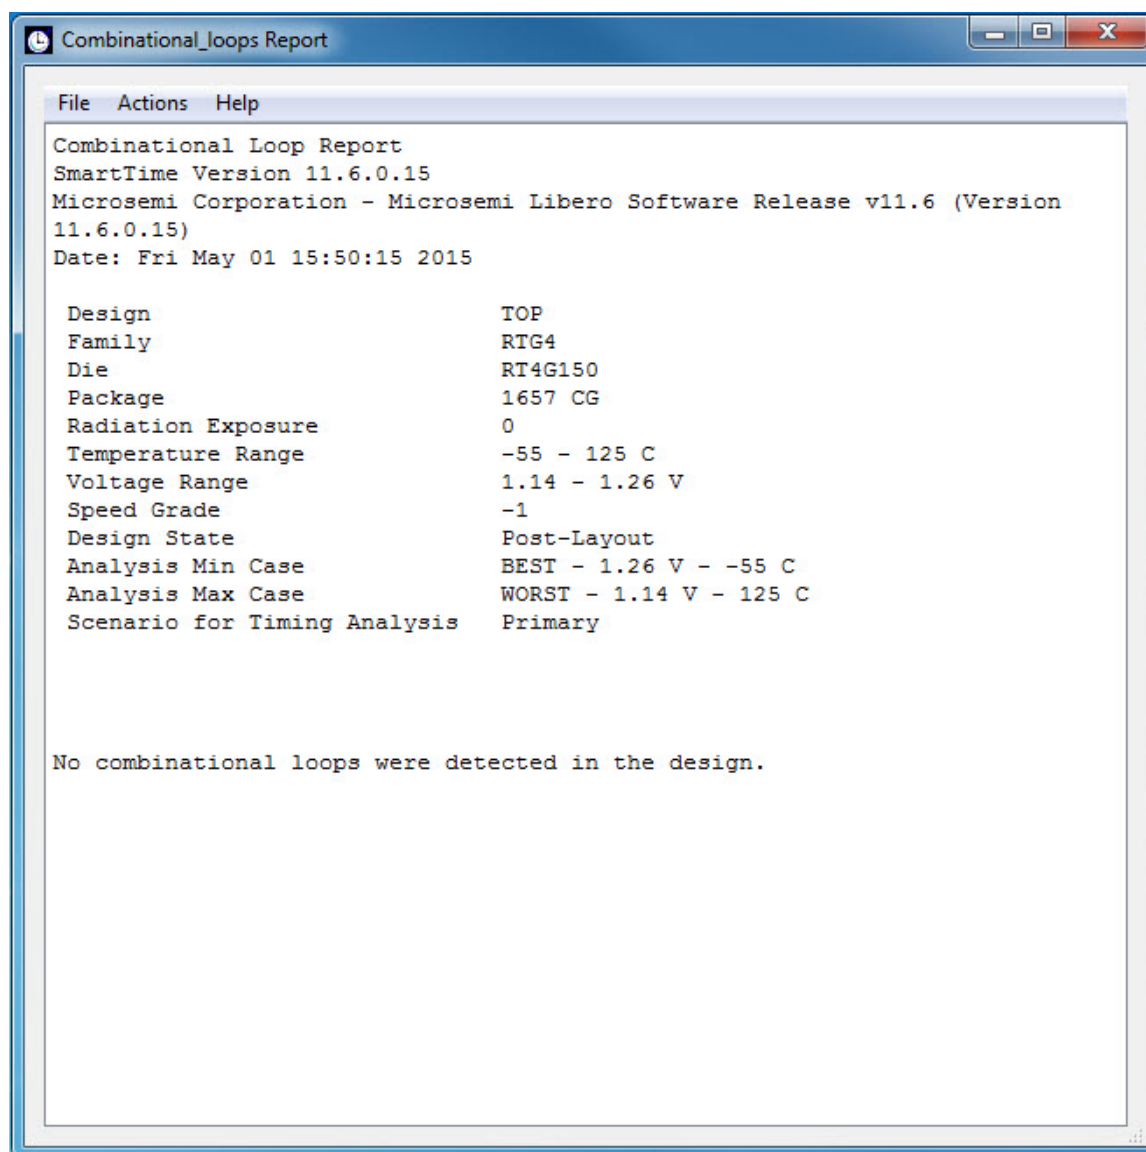 Combinational_loops Report
File Actions Help
Combinational Loop Report
SmartTime Version 11.6.0.15
Microsemi Corporation - Microsemi Libero Software Release v11.6 (Version
11.6.0.15)
Date: Fri May 01 15:50:15 2015
Design TOP
Family RTG4
Die RT4G150
Package 1657 CG
Radiation Exposure 0
Temperature Range -55 - 125 C
Voltage Range 1.14 - 1.26 V
Speed Grade -1
Design State Post-Layout
Analysis Min Case BEST - 1.26 V - -55 C
Analysis Max Case WORST - 1.14 V - 125 C
Scenario for Timing Analysis Primary
No combinational loops were detected in the design.